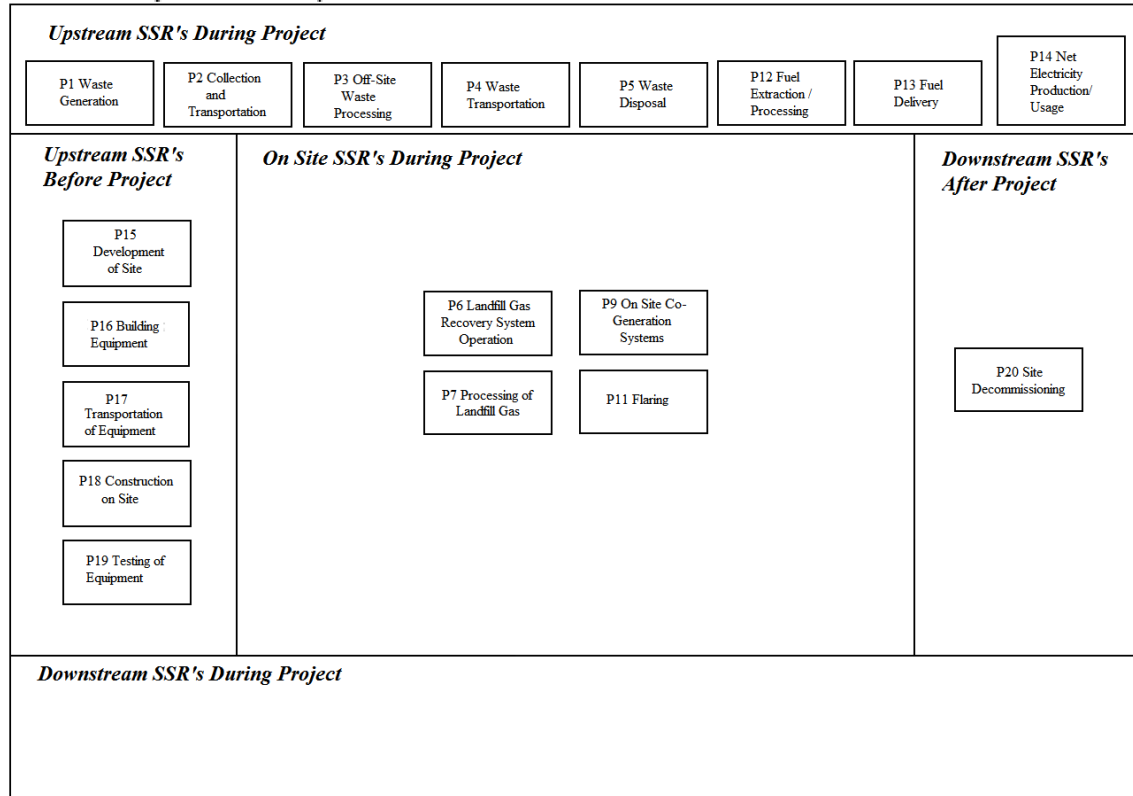 Upstream SSR's During Project
P1 Waste
Generation
P2 Collection
and
Transportation
P3 Off-Site
Waste
Processing
P4 Waste
Transportation
P5 Waste
Disposal
P12 Fuel
Extraction /
Processing
P13 Fuel
Delivery
P14 Net
Electricity
Production/
Usage
Upstream SSR's
Before Project
P15
Development
of Site
P16 Building
Equipment
P17
Transportation
of Equipment
P18 Construction
on Site
P19 Testing of
Equipment
On Site SSR's During Project
P6 Landfill Gas
Recovery System
Operation
P9 On Site Co-
Generation
Systems
P7 Processing of
Landfill Gas
P11 Flaring
Downstream SSR's
After Project
P20 Site
Decommissioning
Downstream SSR's During Project